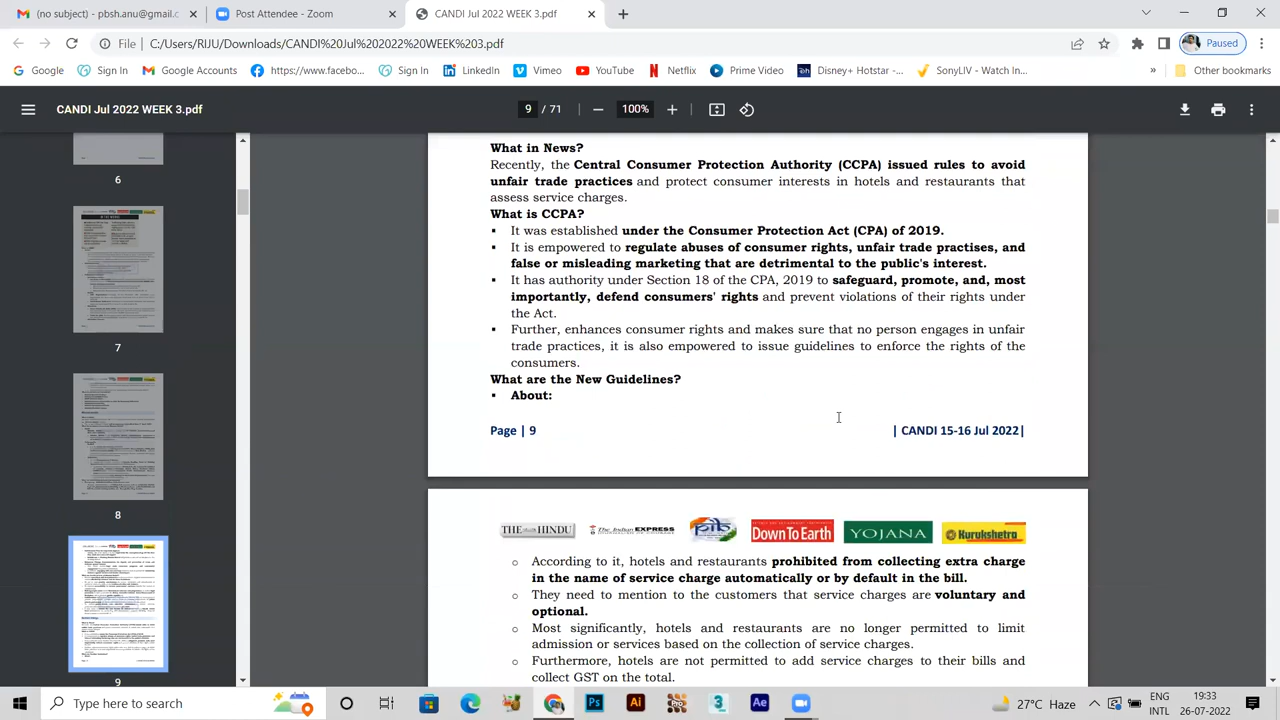 (no subject) - pbsh.anu@gmail.c
Post Attendee - Zoom
CANDI Jul 2022 WEEK 3.pdf
File
C:/Users/RIJU/Downloads/CANDI%20Jul%202022%20WEEK%203.pdf
Paused
Google
Sign In
Google Accounts
https://www.facebo...
Sign In
LinkedIn
Vimeo
YouTube
Netflix
Prime Video
Disney+ Hotstar -...
SonyLIV - Watch In...
»
Other bookmarks
CANDI Jul 2022 WEEK 3.pdf
9 / 71
100%
6
7
8
9
What in News?
Recently, the Central Consumer Protection Authority (CCPA) issued rules to avoid
unfair trade practices and protect consumer interests in hotels and restaurants that
assess service charges.
What is CCPA?
▪ It was established under the Consumer Protection Act (CPA) of 2019.
▪ It is empowered to regulate abuses of consumer rights, unfair trade practises, and
false or misleading marketing that are detrimental to the public's interest.
▪ It has authority under Section 18 of the CPA, 2019 to safeguard, promote, and, most
importantly, defend consumers' rights and prevent violations of their rights under
the Act.
▪ Further, enhances consumer rights and makes sure that no person engages in unfair
trade practices, it is also empowered to issue guidelines to enforce the rights of the
consumers.
What are the New Guidelines?
▪ About:
Page | 9
| CANDI 15-16 Jul 2022|
THE HINDU
The Indian EXPRESS
DownToEarth
YOJANA
Kurukshetra
o According to it, hotels and restaurants prohibited from collecting extra charge
in the name of service charge automatically or by default in the bill.
o They need to mention to the customers that service charges are voluntary and
optional.
o Most significantly, hotels and restaurants are no longer permitted to limit
admission or services based on the collection of service charges.
o Furthermore, hotels are not permitted to add service charges to their bills and
collect GST on the total.
Type here to search
Ps
Ai
Pro
3
Ae
27°C Haze
ENG
INTL
19:33
26-07-2022